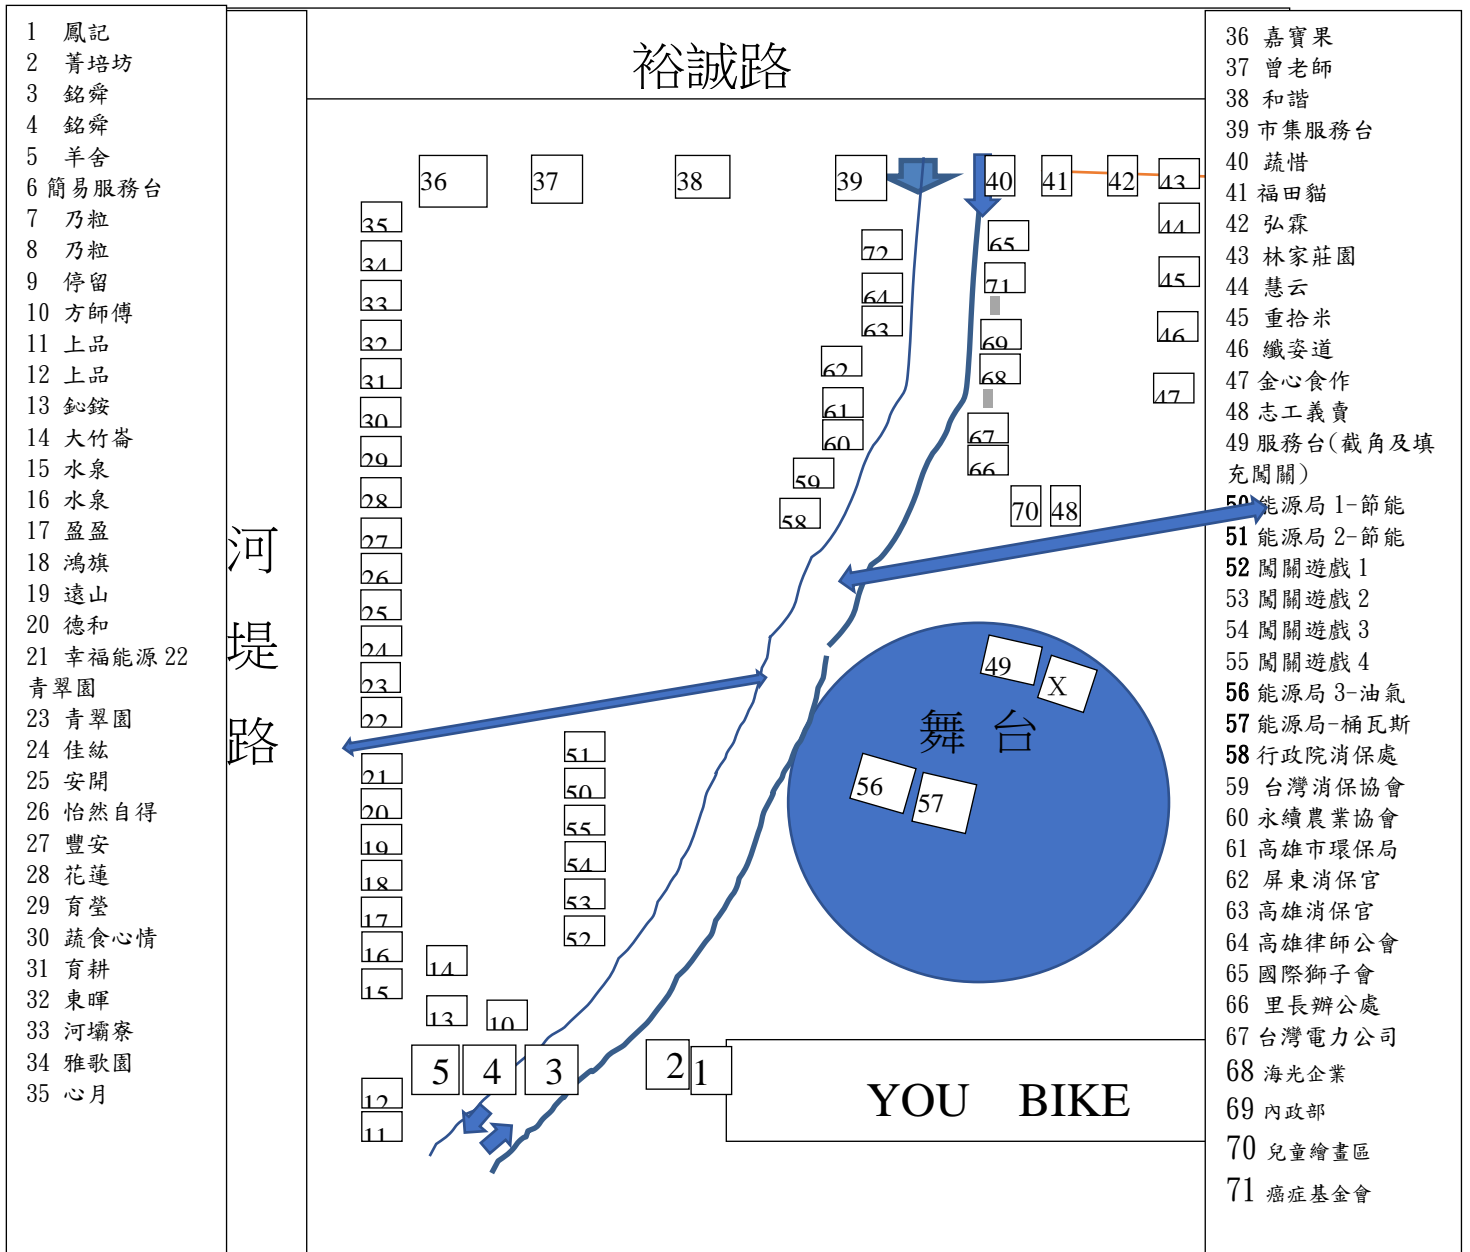 1 鳳記
2 菁培坊
3 銘舜
4 銘舜
5 羊舍
6 簡易服務台
7 乃粒
8 乃粒
9 停留
10 方師傅
11 上品
12 上品
13 鈊銨
14 大竹崙
15 水泉
16 水泉
17 盈盈
18 鴻旗
19 遠山
20 德和
21 幸福能源 22
青翠園
23 青翠園
24 佳紘
25 安開
26 怡然自得
27 豐安
28 花蓮
29 育瑩
30 蔬食心情
31 育耕
32 東暉
33 河壩寮
34 雅歌園
35 心月
河
堤
路
裕誠路
36 37 38 39 40 41 42 43
35
34
33
32
31
30
29
28
27
26
25
24
23
22
21
20
19
18
17
16
15
14
13
10
12
11
72
64
63
62
61
60
59
58
65
71
69
68
67
66
70 48
44
45
46
47
51
50
55
54
53
52
49 X
舞 台
56 57
5 4 3 2 1
YOU BIKE
36 嘉寶果
37 曾老師
38 和諧
39 市集服務台
40 蔬惜
41 福田貓
42 弘霖
43 林家莊園
44 慧云
45 重拾米
46 纖姿道
47 金心食作
48 志工義賣
49 服務台(截角及填
充闖關)
50 能源局 1-節能
51 能源局 2-節能
52 闖關遊戲 1
53 闖關遊戲 2
54 闖關遊戲 3
55 闖關遊戲 4
56 能源局 3-油氣
57 能源局-桶瓦斯
58 行政院消保處
59 台灣消保協會
60 永續農業協會
61 高雄市環保局
62 屏東消保官
63 高雄消保官
64 高雄律師公會
65 國際獅子會
66 里長辦公處
67 台灣電力公司
68 海光企業
69 內政部
70 兒童繪畫區
71 癌症基金會